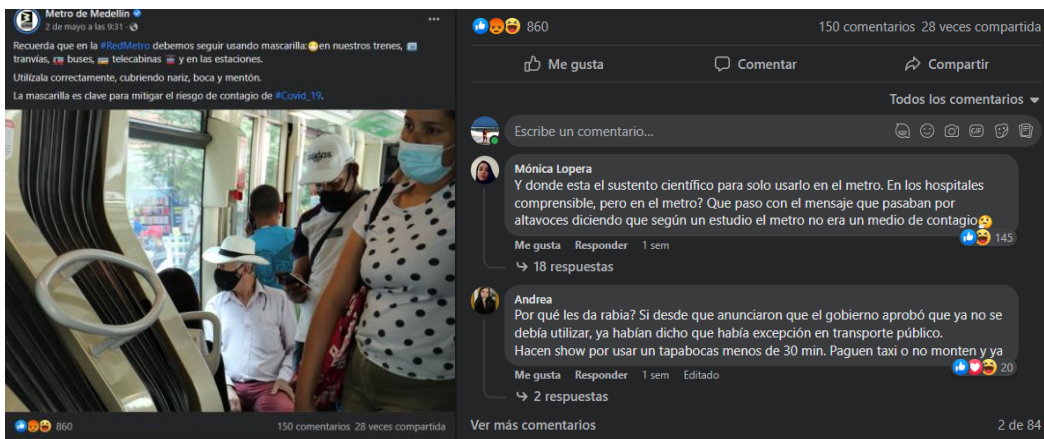 Metro de Medellín
2 de mayo a las 9:31 ·
Recuerda que en la #RedMetro debemos seguir usando mascarilla:😷en nuestros trenes, 🚈
tranvías, 🚃 buses, 🚌 telecabinas 🚡 y en las estaciones.
Utilízala correctamente, cubriendo nariz, boca y mentón.
La mascarilla es clave para mitigar el riesgo de contagio de #Covid_19.
adidas
860
150 comentarios 28 veces compartida
860
150 comentarios 28 veces compartida
Me gusta Comentar Compartir
Todos los comentarios
Escribe un comentario...
GIF
Mónica Lopera
Y donde esta el sustento científico para solo usarlo en el metro. En los hospitales
comprensible, pero en el metro? Que paso con el mensaje que pasaban por
altavoces diciendo que según un estudio el metro no era un medio de contagio🤔
145
Me gusta Responder 1 sem
18 respuestas
Andrea
Por qué les da rabia? Si desde que anunciaron que el gobierno aprobó que ya no se
debía utilizar, ya habían dicho que había excepción en transporte público.
Hacen show por usar un tapabocas menos de 30 min. Paguen taxi o no monten y ya
20
Me gusta Responder 1 sem Editado
2 respuestas
Ver más comentarios
2 de 84